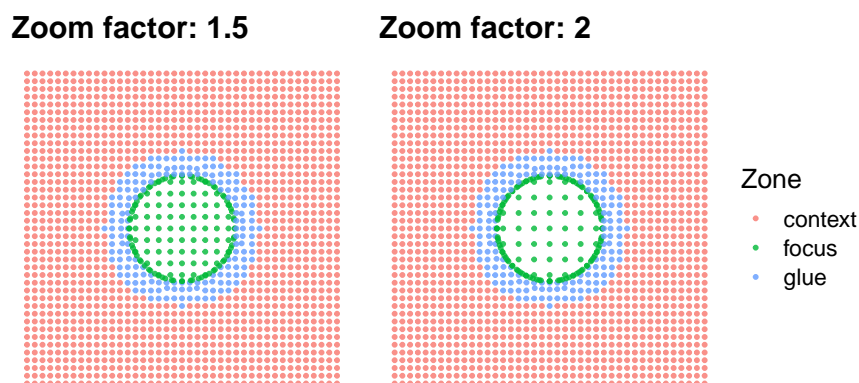 Zoom factor: 1.5
Zoom factor: 2
Zone
context
focus
glue